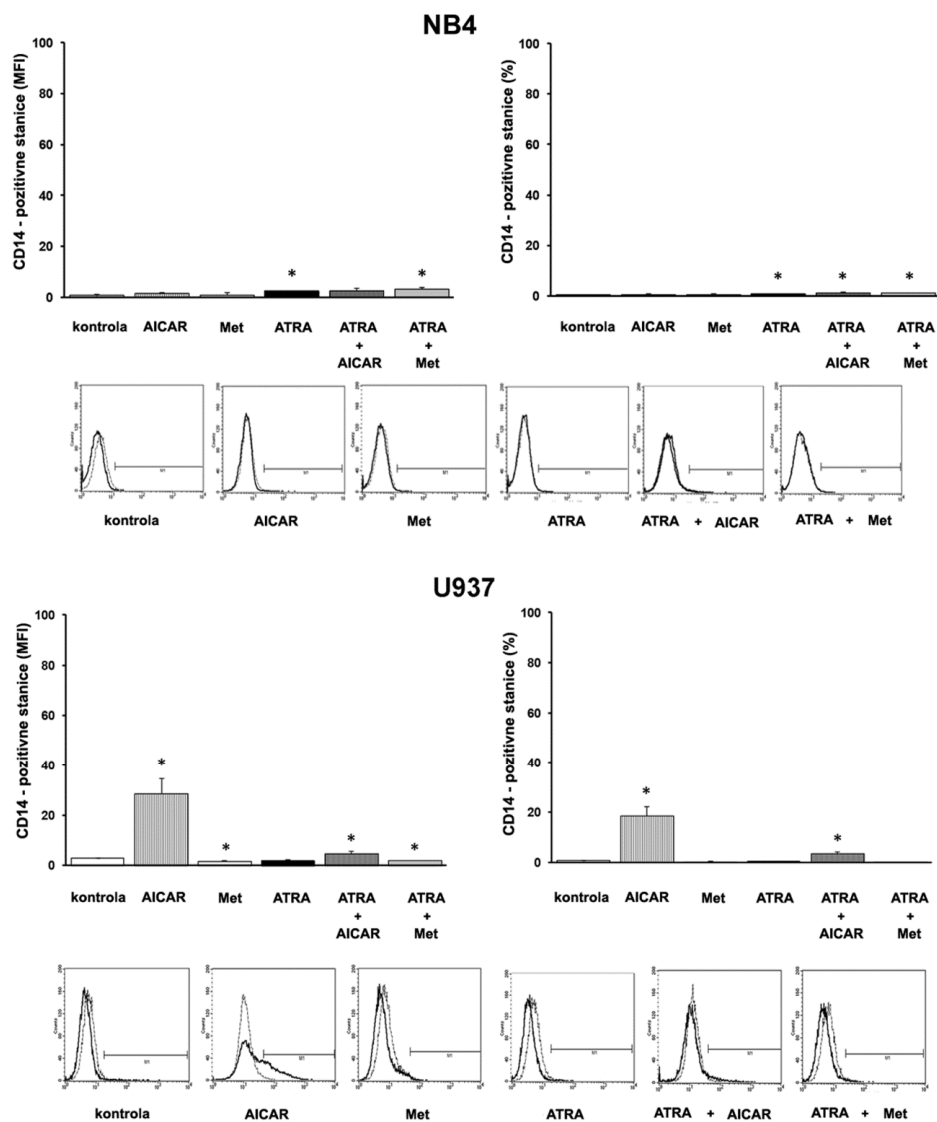 NB4
CD14 - pozitivne stanice (MFI)
100
80
60
40
20
0
*
*
kontrola AICAR Met ATRA ATRA ATRA
+ +
AICAR Met
CD14 - pozitivne stanice (%)
100
80
60
40
20
0
* * *
kontrola AICAR Met ATRA ATRA ATRA
+ +
AICAR Met
kontrola AICAR Met ATRA ATRA + AICAR ATRA + Met
U937
CD14 - pozitivne stanice (MFI)
100
80
60
40
20
0
*
*
*
*
kontrola AICAR Met ATRA ATRA ATRA
+ +
AICAR Met
CD14 - pozitivne stanice (%)
100
80
60
40
20
0
*
*
kontrola AICAR Met ATRA ATRA ATRA
+ +
AICAR Met
kontrola AICAR Met ATRA ATRA + AICAR ATRA + Met